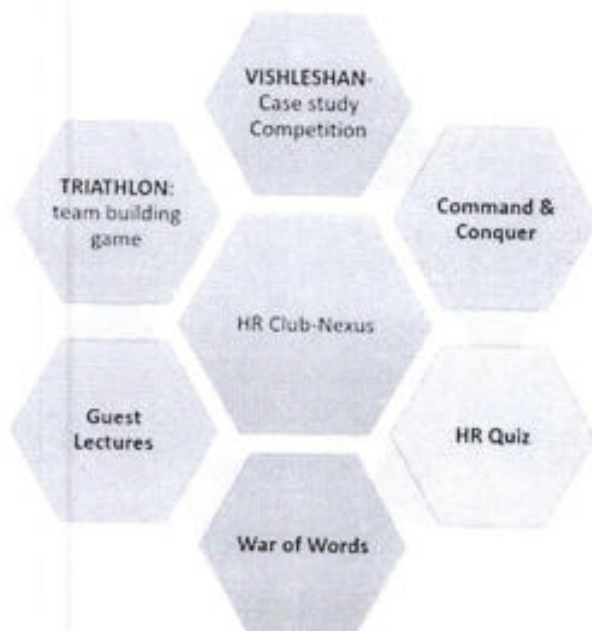 VISHLESHAN-
Case study
Competition
TRIATHLON:
team building
game
Command &
Conquer
HR Club-Nexus
Guest
Lectures
HR Quiz
War of Words